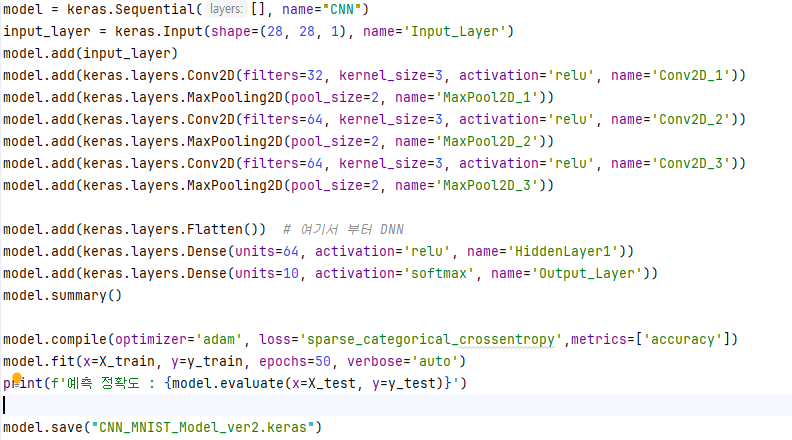 model = keras.Sequential( layers: [], name="CNN")
input_layer = keras.Input(shape=(28, 28, 1), name='Input_Layer')
model.add(input_layer)
model.add(keras.layers.Conv2D(filters=32, kernel_size=3, activation='relu', name='Conv2D_1'))
model.add(keras.layers.MaxPooling2D(pool_size=2, name='MaxPool2D_1'))
model.add(keras.layers.Conv2D(filters=64, kernel_size=3, activation='relu', name='Conv2D_2'))
model.add(keras.layers.MaxPooling2D(pool_size=2, name='MaxPool2D_2'))
model.add(keras.layers.Conv2D(filters=64, kernel_size=3, activation='relu', name='Conv2D_3'))
model.add(keras.layers.MaxPooling2D(pool_size=2, name='MaxPool2D_3'))
model.add(keras.layers.Flatten())  # 여기서 부터 DNN
model.add(keras.layers.Dense(units=64, activation='relu', name='HiddenLayer1'))
model.add(keras.layers.Dense(units=10, activation='softmax', name='Output_Layer'))
model.summary()
model.compile(optimizer='adam', loss='sparse_categorical_crossentropy',metrics=['accuracy'])
model.fit(x=X_train, y=y_train, epochs=50, verbose='auto')
print(f'예측 정확도 : {model.evaluate(x=X_test, y=y_test)}')
model.save("CNN_MNIST_Model_ver2.keras")